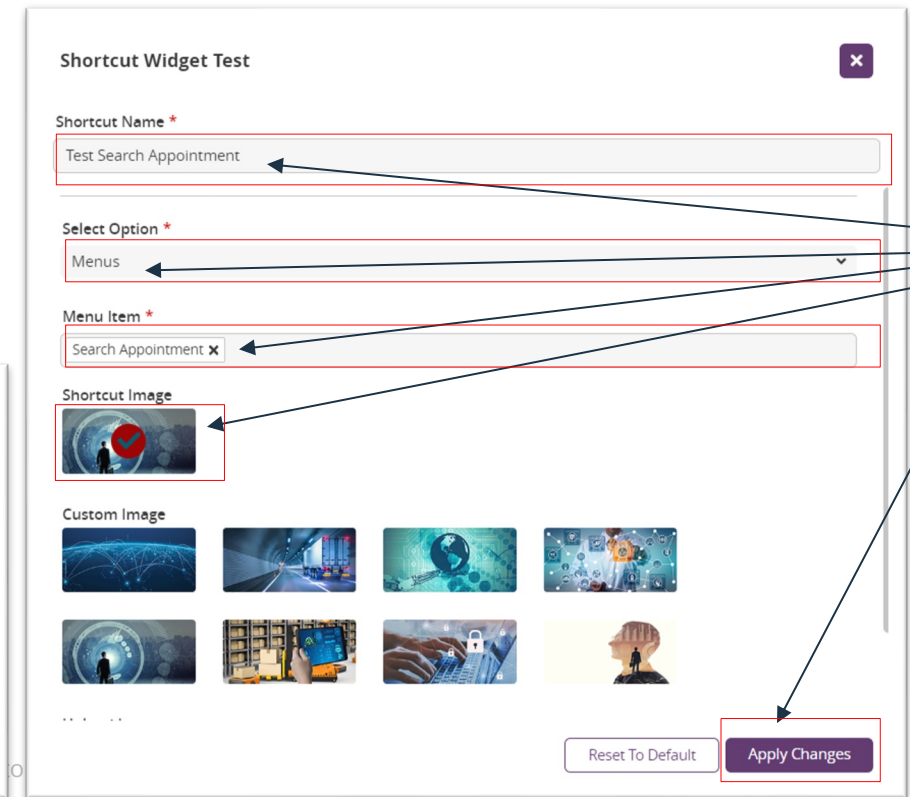 Shortcut Widget Test
Shortcut Name *
Test Search Appointment
Select Option *
Menus
Menu Item *
Search Appointment ×
Shortcut Image
Custom Image
Reset To Default
Apply Changes